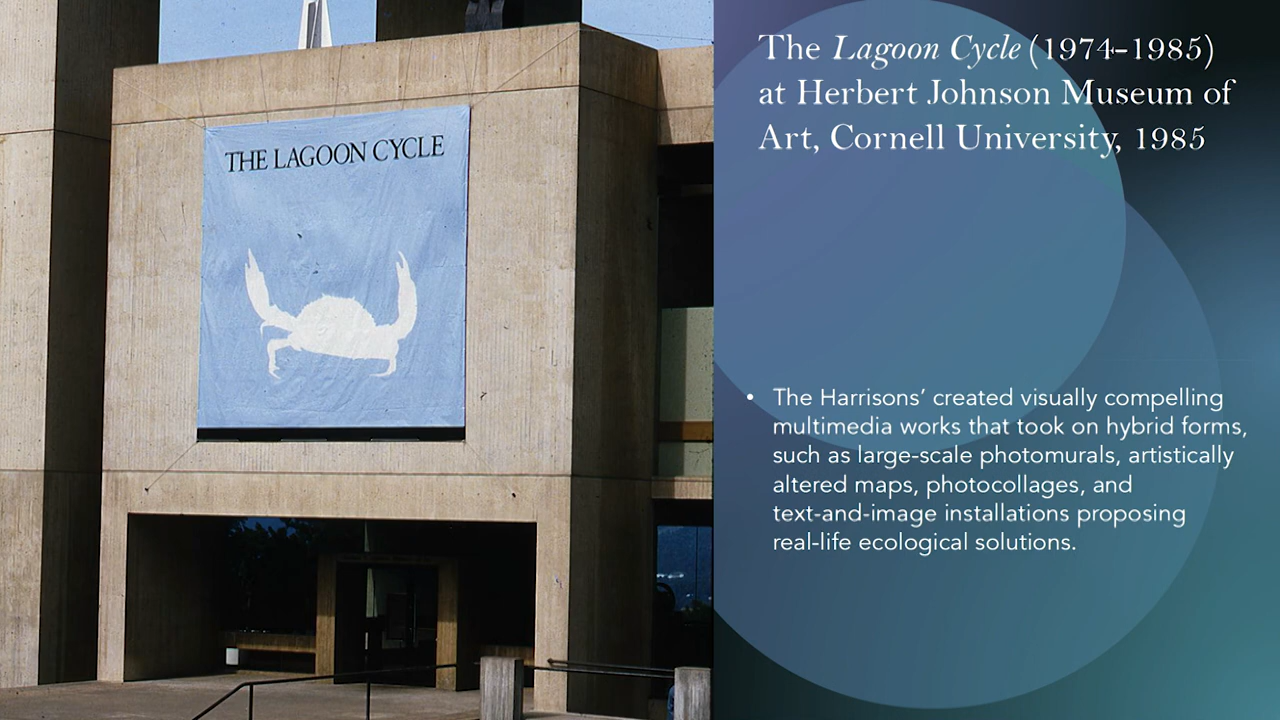 THE LAGOON CYCLE
The Lagoon Cycle (1974–1985)
at Herbert Johnson Museum of
Art, Cornell University, 1985
• The Harrisons’ created visually compelling
multimedia works that took on hybrid forms,
such as large-scale photomurals, artistically
altered maps, photocollages, and
text-and-image installations proposing
real-life ecological solutions.